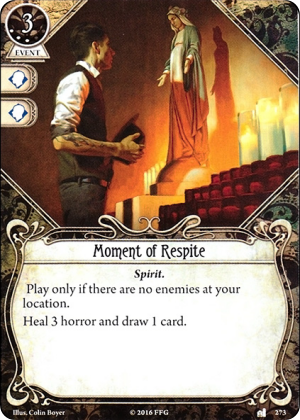 3
EVENT
Moment of Respite
Spirit.
Play only if there are no enemies at your
location.
Heal 3 horror and draw 1 card.
Illus. Colin Boyer
© 2016 FFG
273